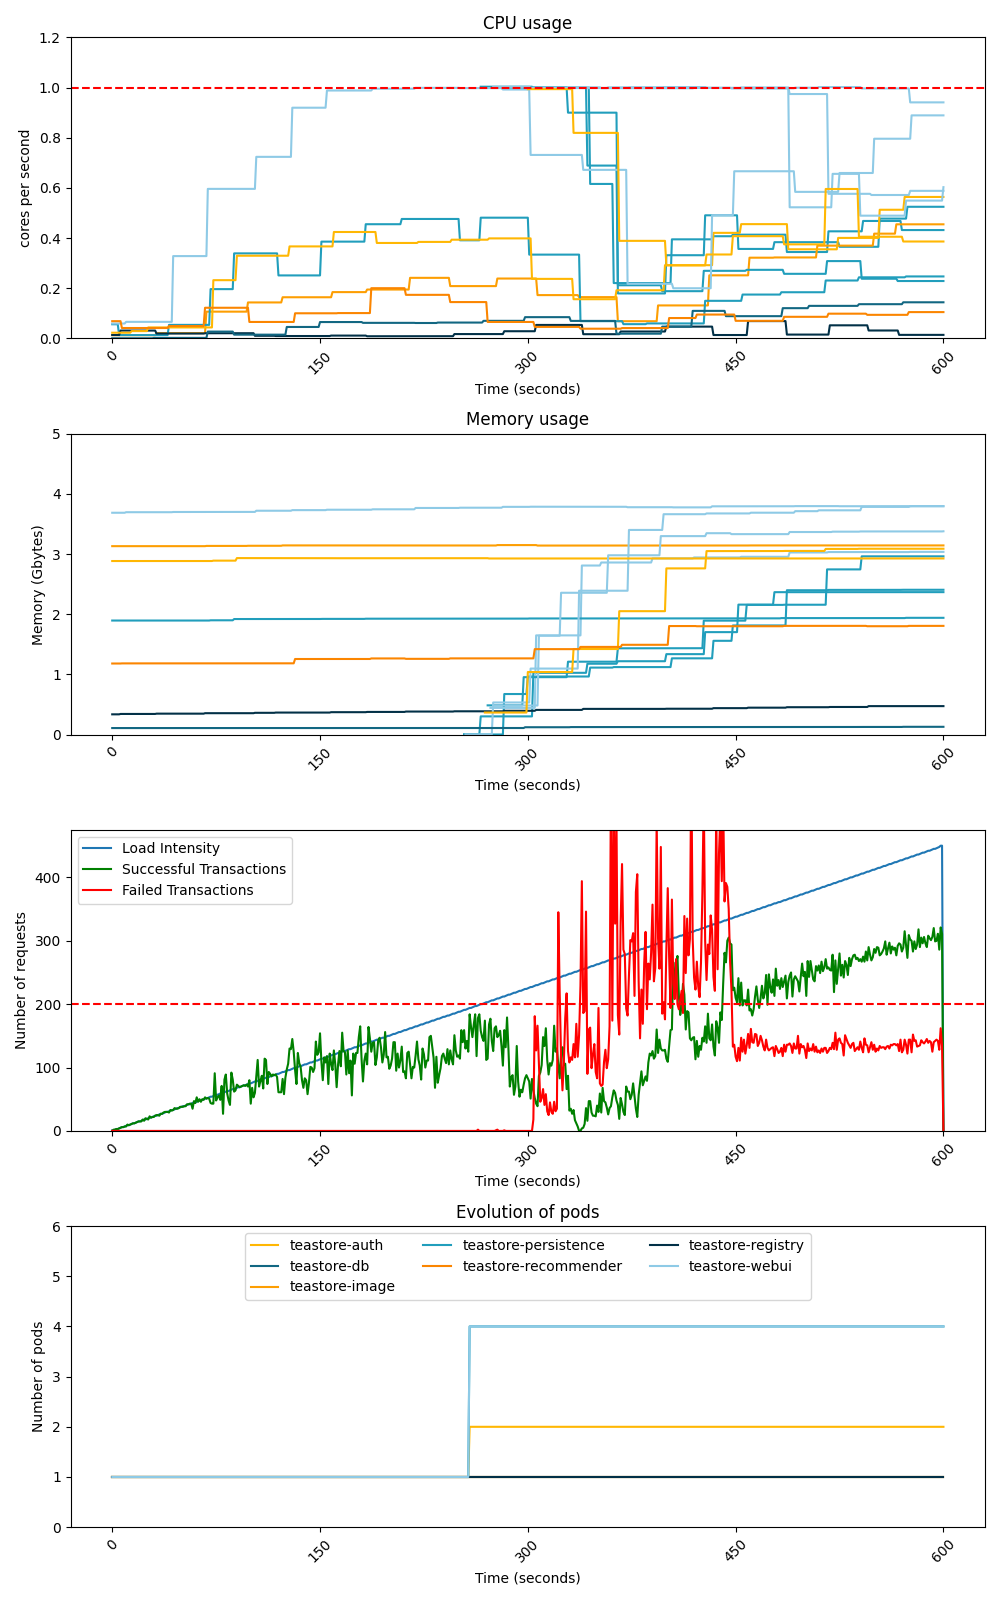 CPU usage
1.2
1.0
0.8
0.6
0.4
0.2
0.0
cores per second
0
150
300
450
600
Time (seconds)
Memory usage
5
4
3
2
1
0
Memory (Gbytes)
0
150
300
450
600
Time (seconds)
Load Intensity
Successful Transactions
Failed Transactions
400
300
200
100
0
Number of requests
0
150
300
450
600
Time (seconds)
Evolution of pods
teastore-auth
teastore-db
teastore-image
teastore-persistence
teastore-recommender
teastore-registry
teastore-webui
6
5
4
3
2
1
0
Number of pods
0
150
300
450
600
Time (seconds)